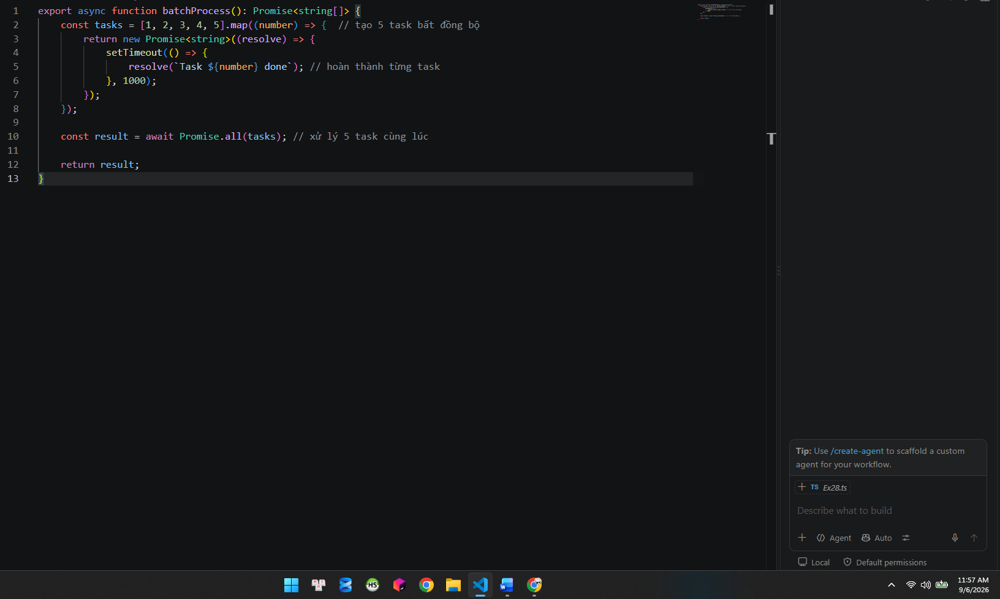 1 export async function batchProcess(): Promise<string[]> {
2 const tasks = [1, 2, 3, 4, 5].map((number) => { // tạo 5 task bất đồng bộ
3 return new Promise<string>((resolve) => {
4 setTimeout(() => {
5 resolve(`Task ${number} done`); // hoàn thành từng task
6 }, 1000);
7 });
8 });
9
10 const result = await Promise.all(tasks); // xử lý 5 task cùng lúc
11
12 return result;
13 }
Tip: Use /create-agent to scaffold a custom
agent for your workflow.
TS Ex28.ts
Describe what to build
Agent Auto
Local Default permissions
HS
W
11:57 AM
9/6/2026